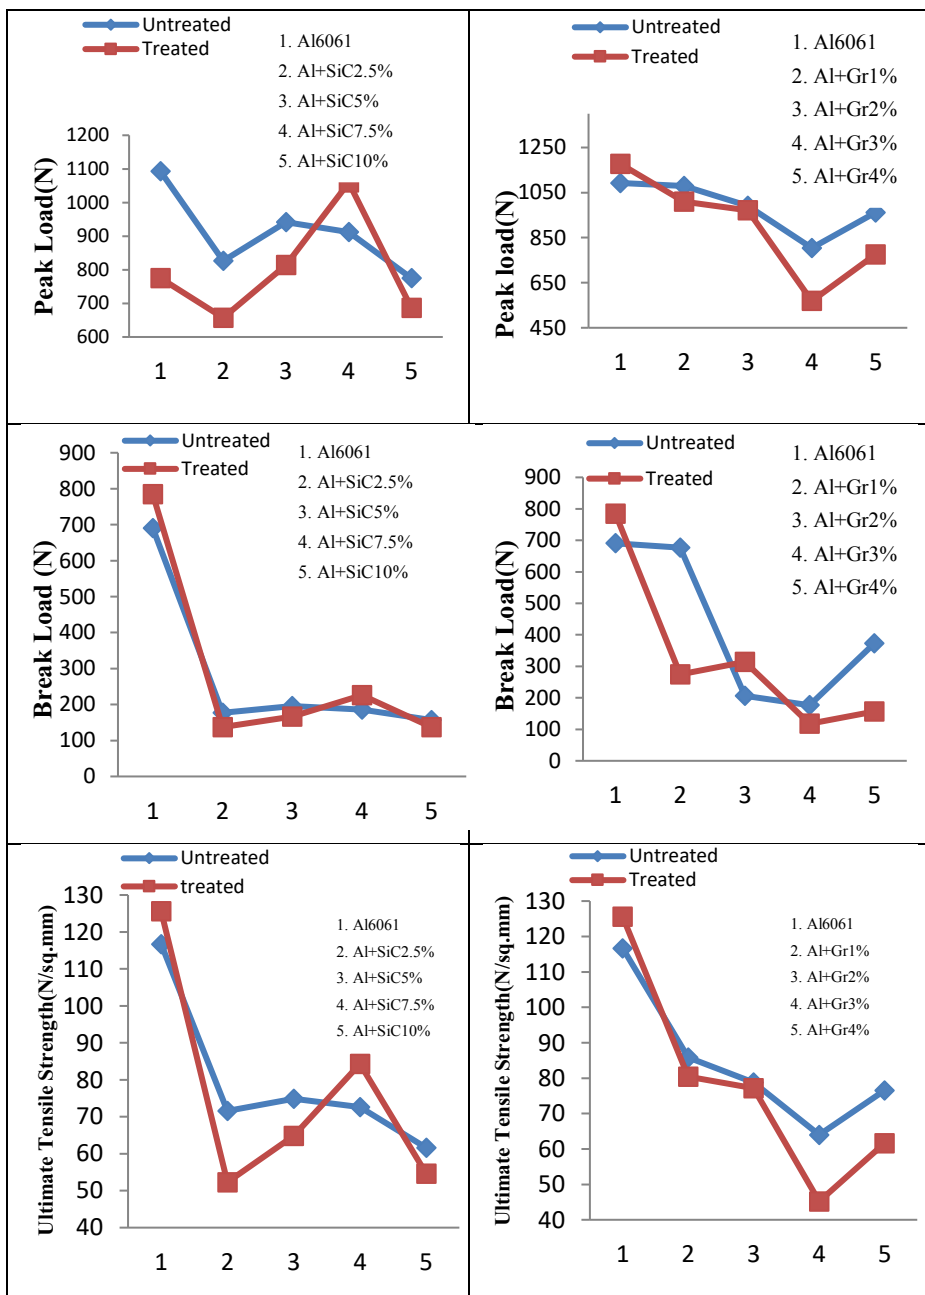 Untreated
Treated
1. Al6061
2. Al+SiC2.5%
3. Al+SiC5%
4. Al+SiC7.5%
5. Al+SiC10%
Peak Load(N)
1200
1100
1000
900
800
700
600
1 2 3 4 5
Untreated
Treated
1. Al6061
2. Al+Gr1%
3. Al+Gr2%
4. Al+Gr3%
5. Al+Gr4%
Peak load(N)
1250
1050
850
650
450
1 2 3 4 5
Untreated
Treated
1. Al6061
2. Al+SiC2.5%
3. Al+SiC5%
4. Al+SiC7.5%
5. Al+SiC10%
Break Load (N)
900
800
700
600
500
400
300
200
100
0
1 2 3 4 5
Untreated
Treated
1. Al6061
2. Al+Gr1%
3. Al+Gr2%
4. Al+Gr3%
5. Al+Gr4%
Break Load(N)
900
800
700
600
500
400
300
200
100
0
1 2 3 4 5
Untreated
treated
1. Al6061
2. Al+SiC2.5%
3. Al+SiC5%
4. Al+SiC7.5%
5. Al+SiC10%
Ultimate Tensile Strength(N/sq.mm)
130
120
110
100
90
80
70
60
50
40
1 2 3 4 5
Untreated
Treated
1. Al6061
2. Al+Gr1%
3. Al+Gr2%
4. Al+Gr3%
5. Al+Gr4%
Ultimate Tensile Strength(N/sq.mm)
130
120
110
100
90
80
70
60
50
40
1 2 3 4 5